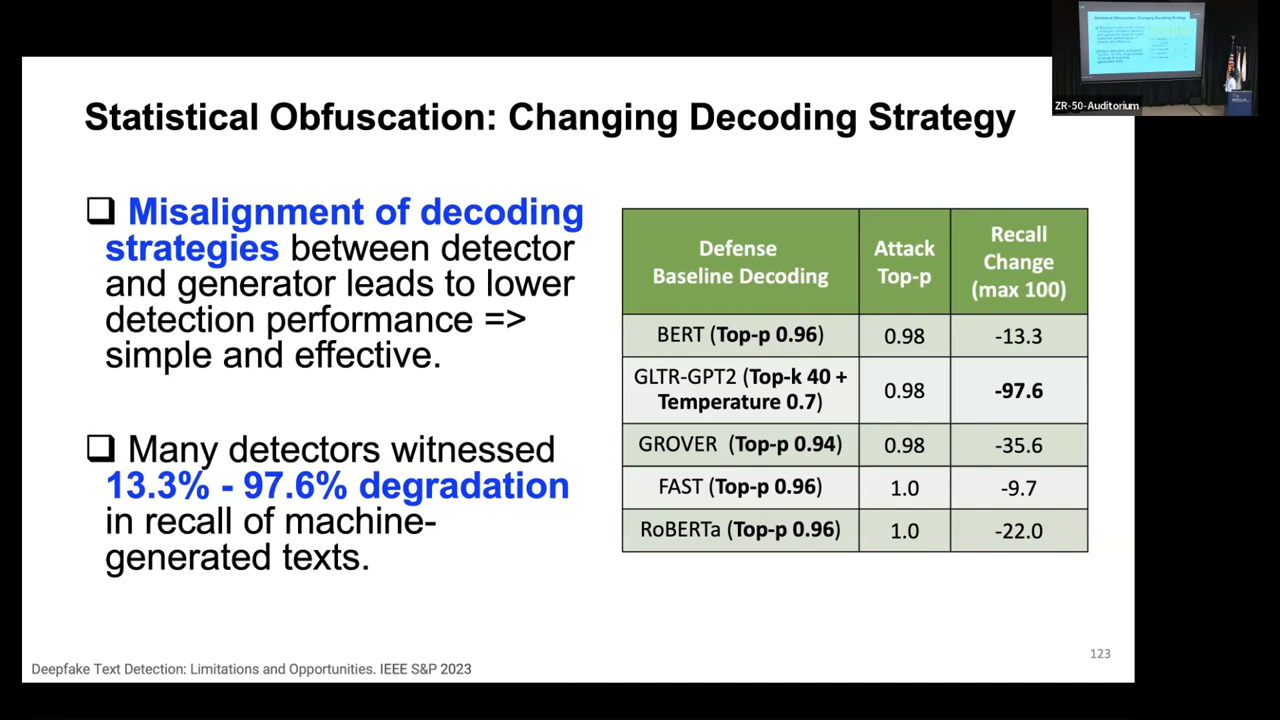 ZR-50-Auditorium
Statistical Obfuscation: Changing Decoding Strategy
❑ Misalignment of decoding
strategies between detector
and generator leads to lower
detection performance =>
simple and effective.
❑ Many detectors witnessed
13.3% - 97.6% degradation
in recall of machine-
generated texts.
Defense
Baseline Decoding
Attack
Top-p
Recall
Change
(max 100)
BERT (Top-p 0.96) 0.98 -13.3
GLTR-GPT2 (Top-k 40 +
Temperature 0.7) 0.98 -97.6
GROVER (Top-p 0.94) 0.98 -35.6
FAST (Top-p 0.96) 1.0 -9.7
RoBERTa (Top-p 0.96) 1.0 -22.0
123
Deepfake Text Detection: Limitations and Opportunities. IEEE S&P 2023